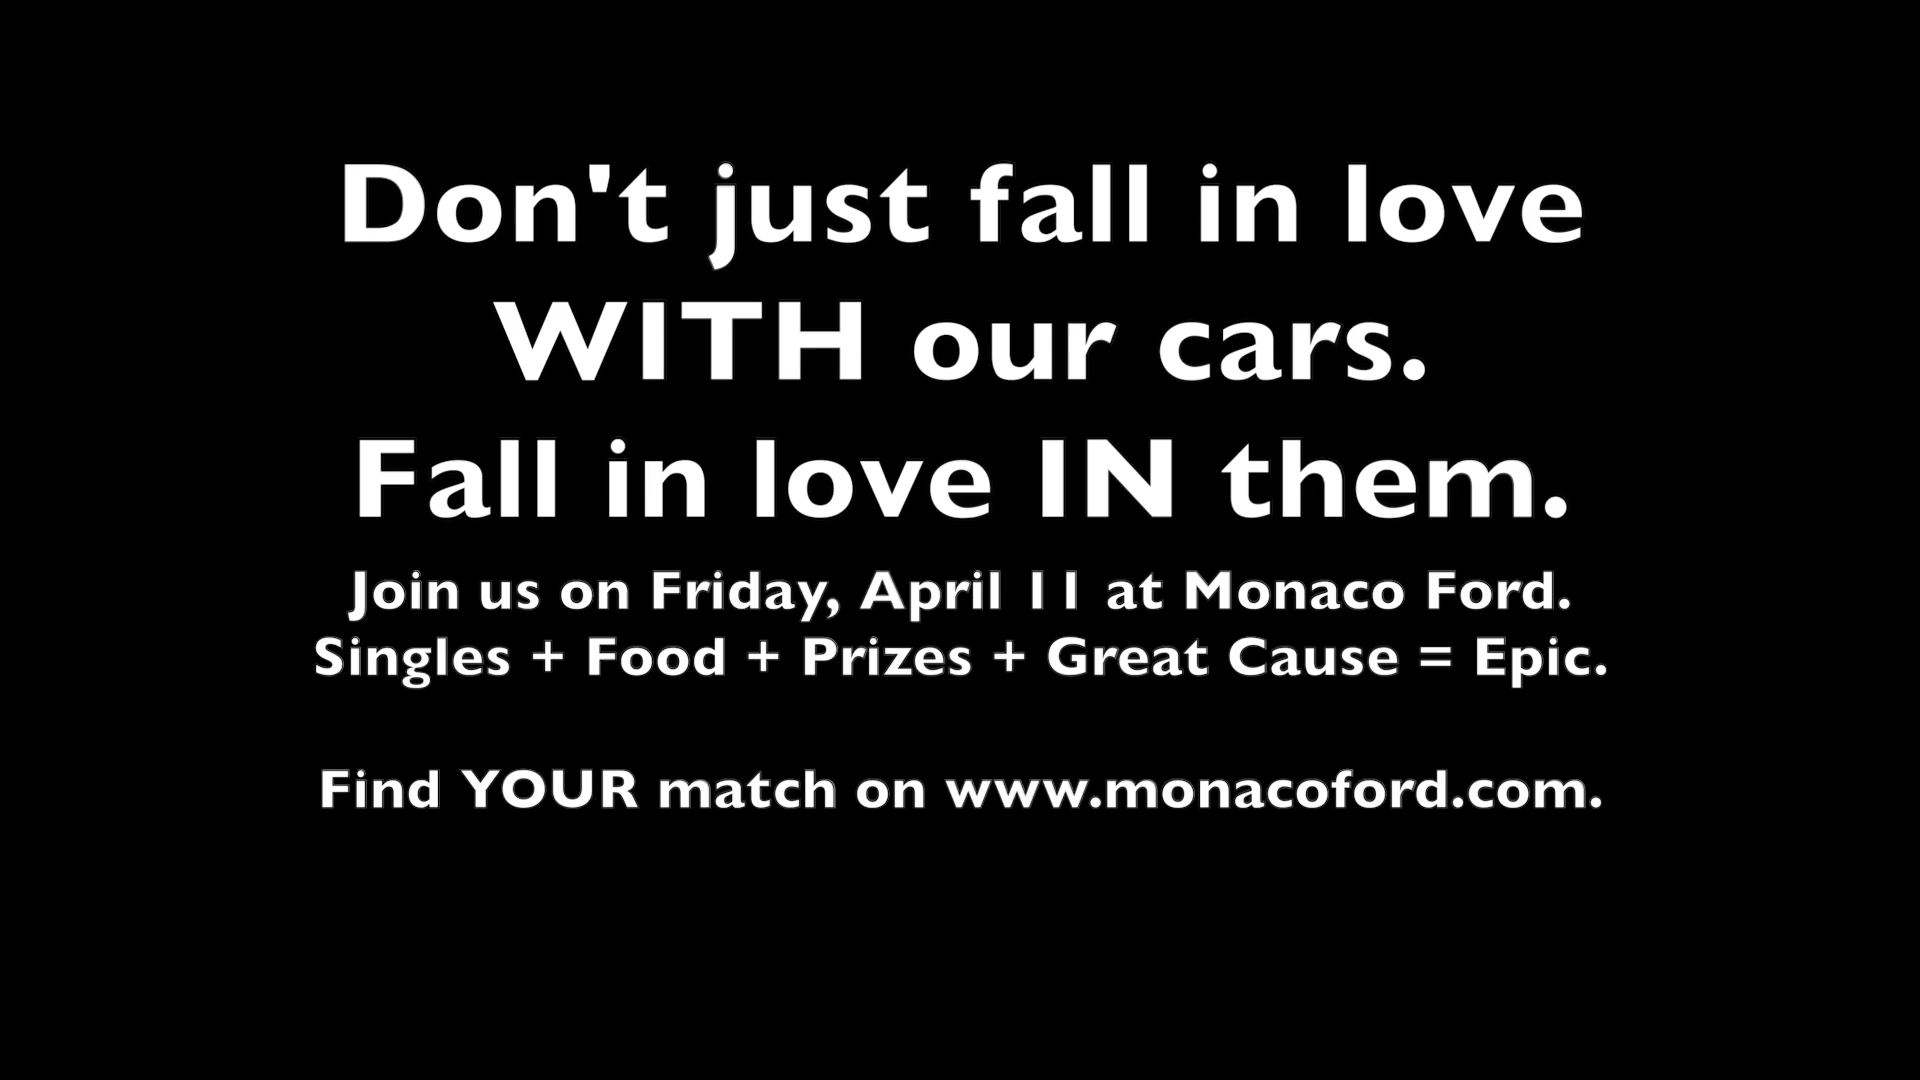 Don't just fall in love
WITH our cars.
Fall in love IN them.
Join us on Friday, April 11 at Monaco Ford.
Singles + Food + Prizes + Great Cause = Epic.
Find YOUR match on www.monacoford.com.